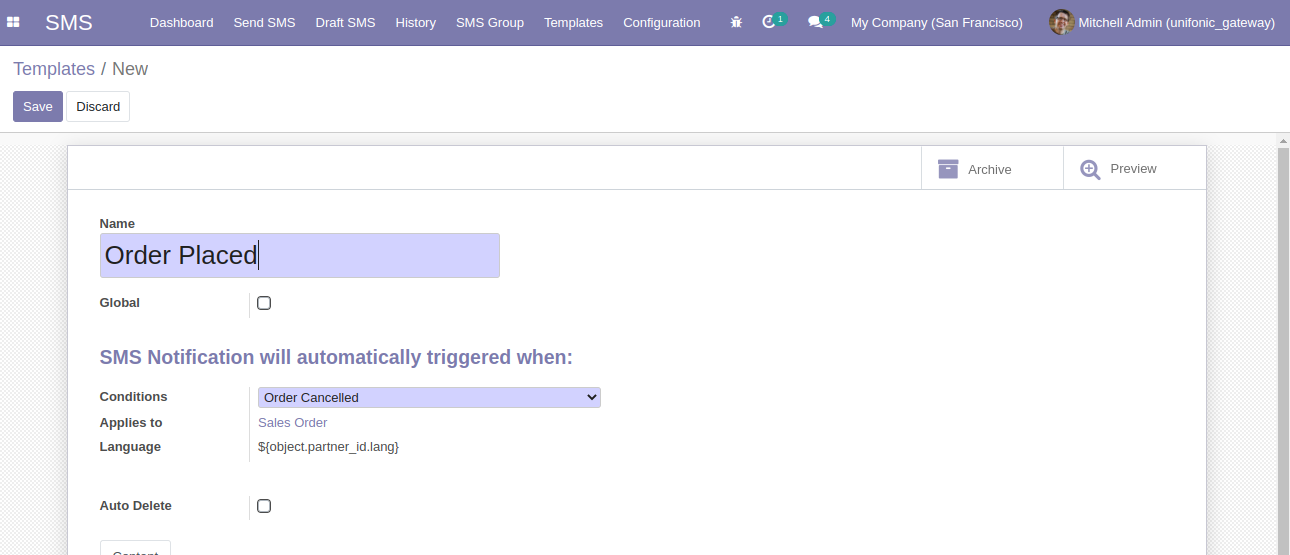 SMS Dashboard Send SMS Draft SMS History SMS Group Templates Configuration 1 4 My Company (San Francisco) Mitchell Admin (unifonic_gateway)
Templates / New
Save Discard
Archive Preview
Name
Order Placed
Global
SMS Notification will automatically triggered when:
Conditions Order Cancelled
Applies to Sales Order
Language ${object.partner_id.lang}
Auto Delete
Content